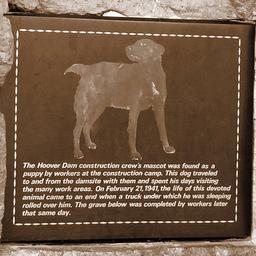 The Hoover Dam construction crew's mascot was found as a
puppy by workers at the construction camp. This dog traveled
to and from the damsite with them and spent his days visiting
the many work areas. On February 21, 1941, the life of this devoted
animal came to an end when a truck under which he was sleeping
rolled over him. The grave below was completed by workers later
that same day.